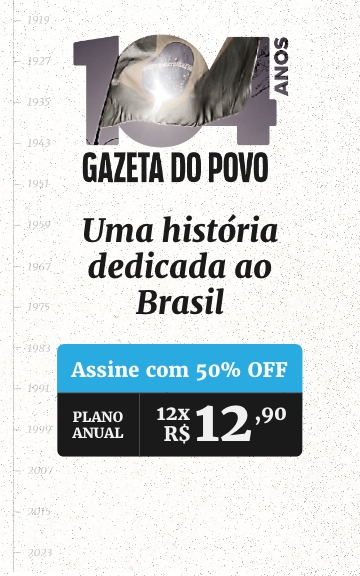 1919
1927
1935
1943
1951
1959
1967
1975
1983
1991
1999
2007
2015
2023
104 ANOS
GAZETA DO POVO
Uma história
dedicada ao
Brasil
Assine com 50% OFF
PLANO
ANUAL
12x
R$ 12,90